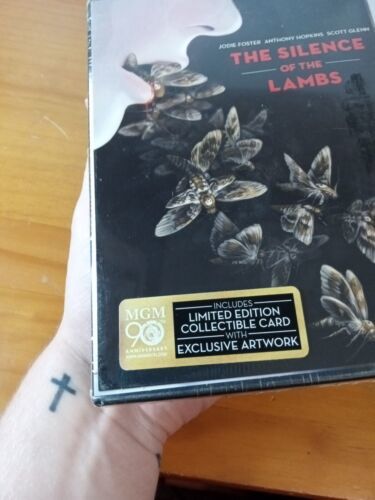 JODIE FOSTER ANTHONY HOPKINS SCOTT GLENN
THE SILENCE
OF THE
LAMBS
MGM
90
ANNIVERSARY
INCLUDES
LIMITED EDITION
COLLECTIBLE CARD
WITH
EXCLUSIVE ARTWORK